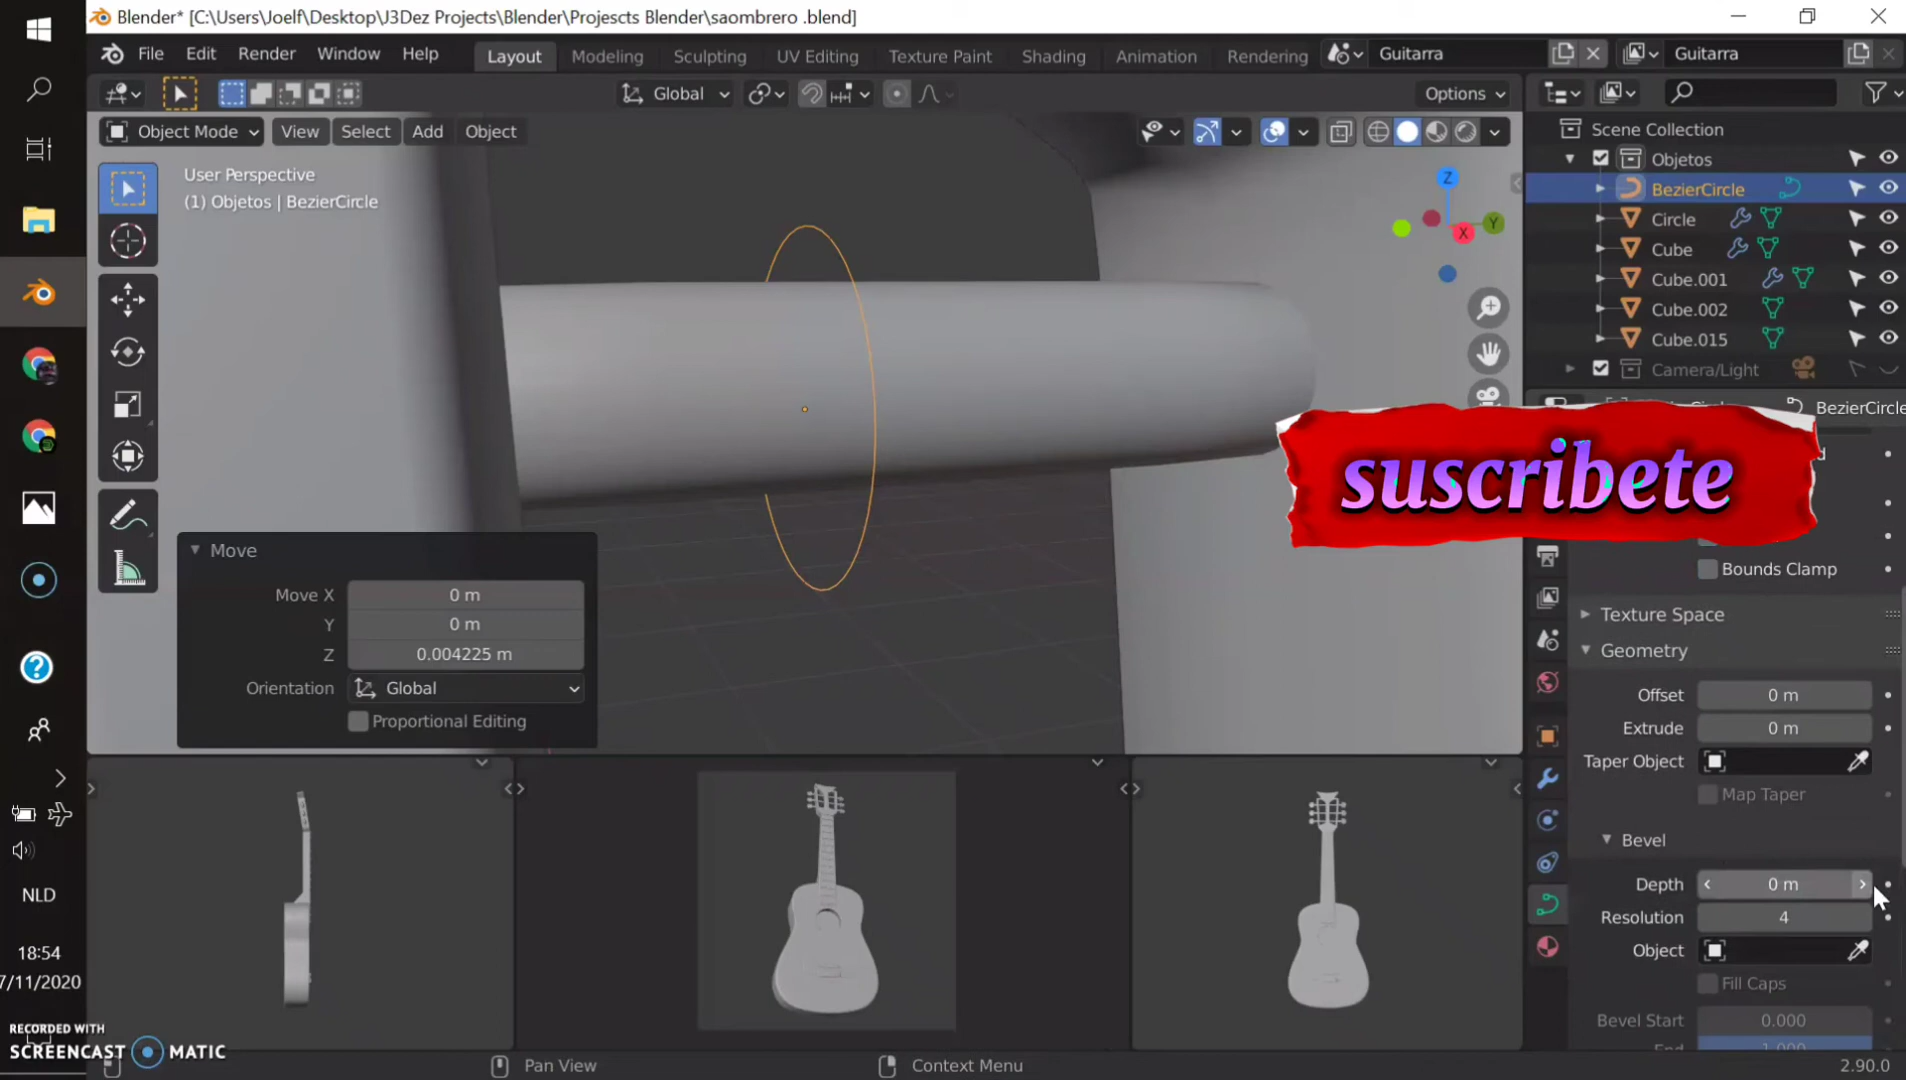 Blender* [C:\Users\Joelf\Desktop\J3Dez Projects\Blender\Projescts Blender\saombrero .blend]
File Edit Render Window Help Layout Modeling Sculpting UV Editing Texture Paint Shading Animation Rendering Guitarra Guitarra
Global Options
Object Mode View Select Add Object
User Perspective
(1) Objetos | BezierCircle
Z
Y
X
Scene Collection
Objetos
BezierCircle
Circle
Cube
Cube.001
Cube.002
Cube.015
Camera/Light
BezierCircle
suscribete
Bounds Clamp
Texture Space
Geometry
Offset 0 m
Extrude 0 m
Taper Object
Map Taper
Bevel
Depth 0 m
Resolution 4
Object
Fill Caps
Bevel Start 0.000
End 1.000
Move
Move X 0 m
Y 0 m
Z 0.004225 m
Orientation Global
Proportional Editing
NLD
18:54
7/11/2020
RECORDED WITH
SCREENCAST MATIC
Pan View Context Menu 2.90.0